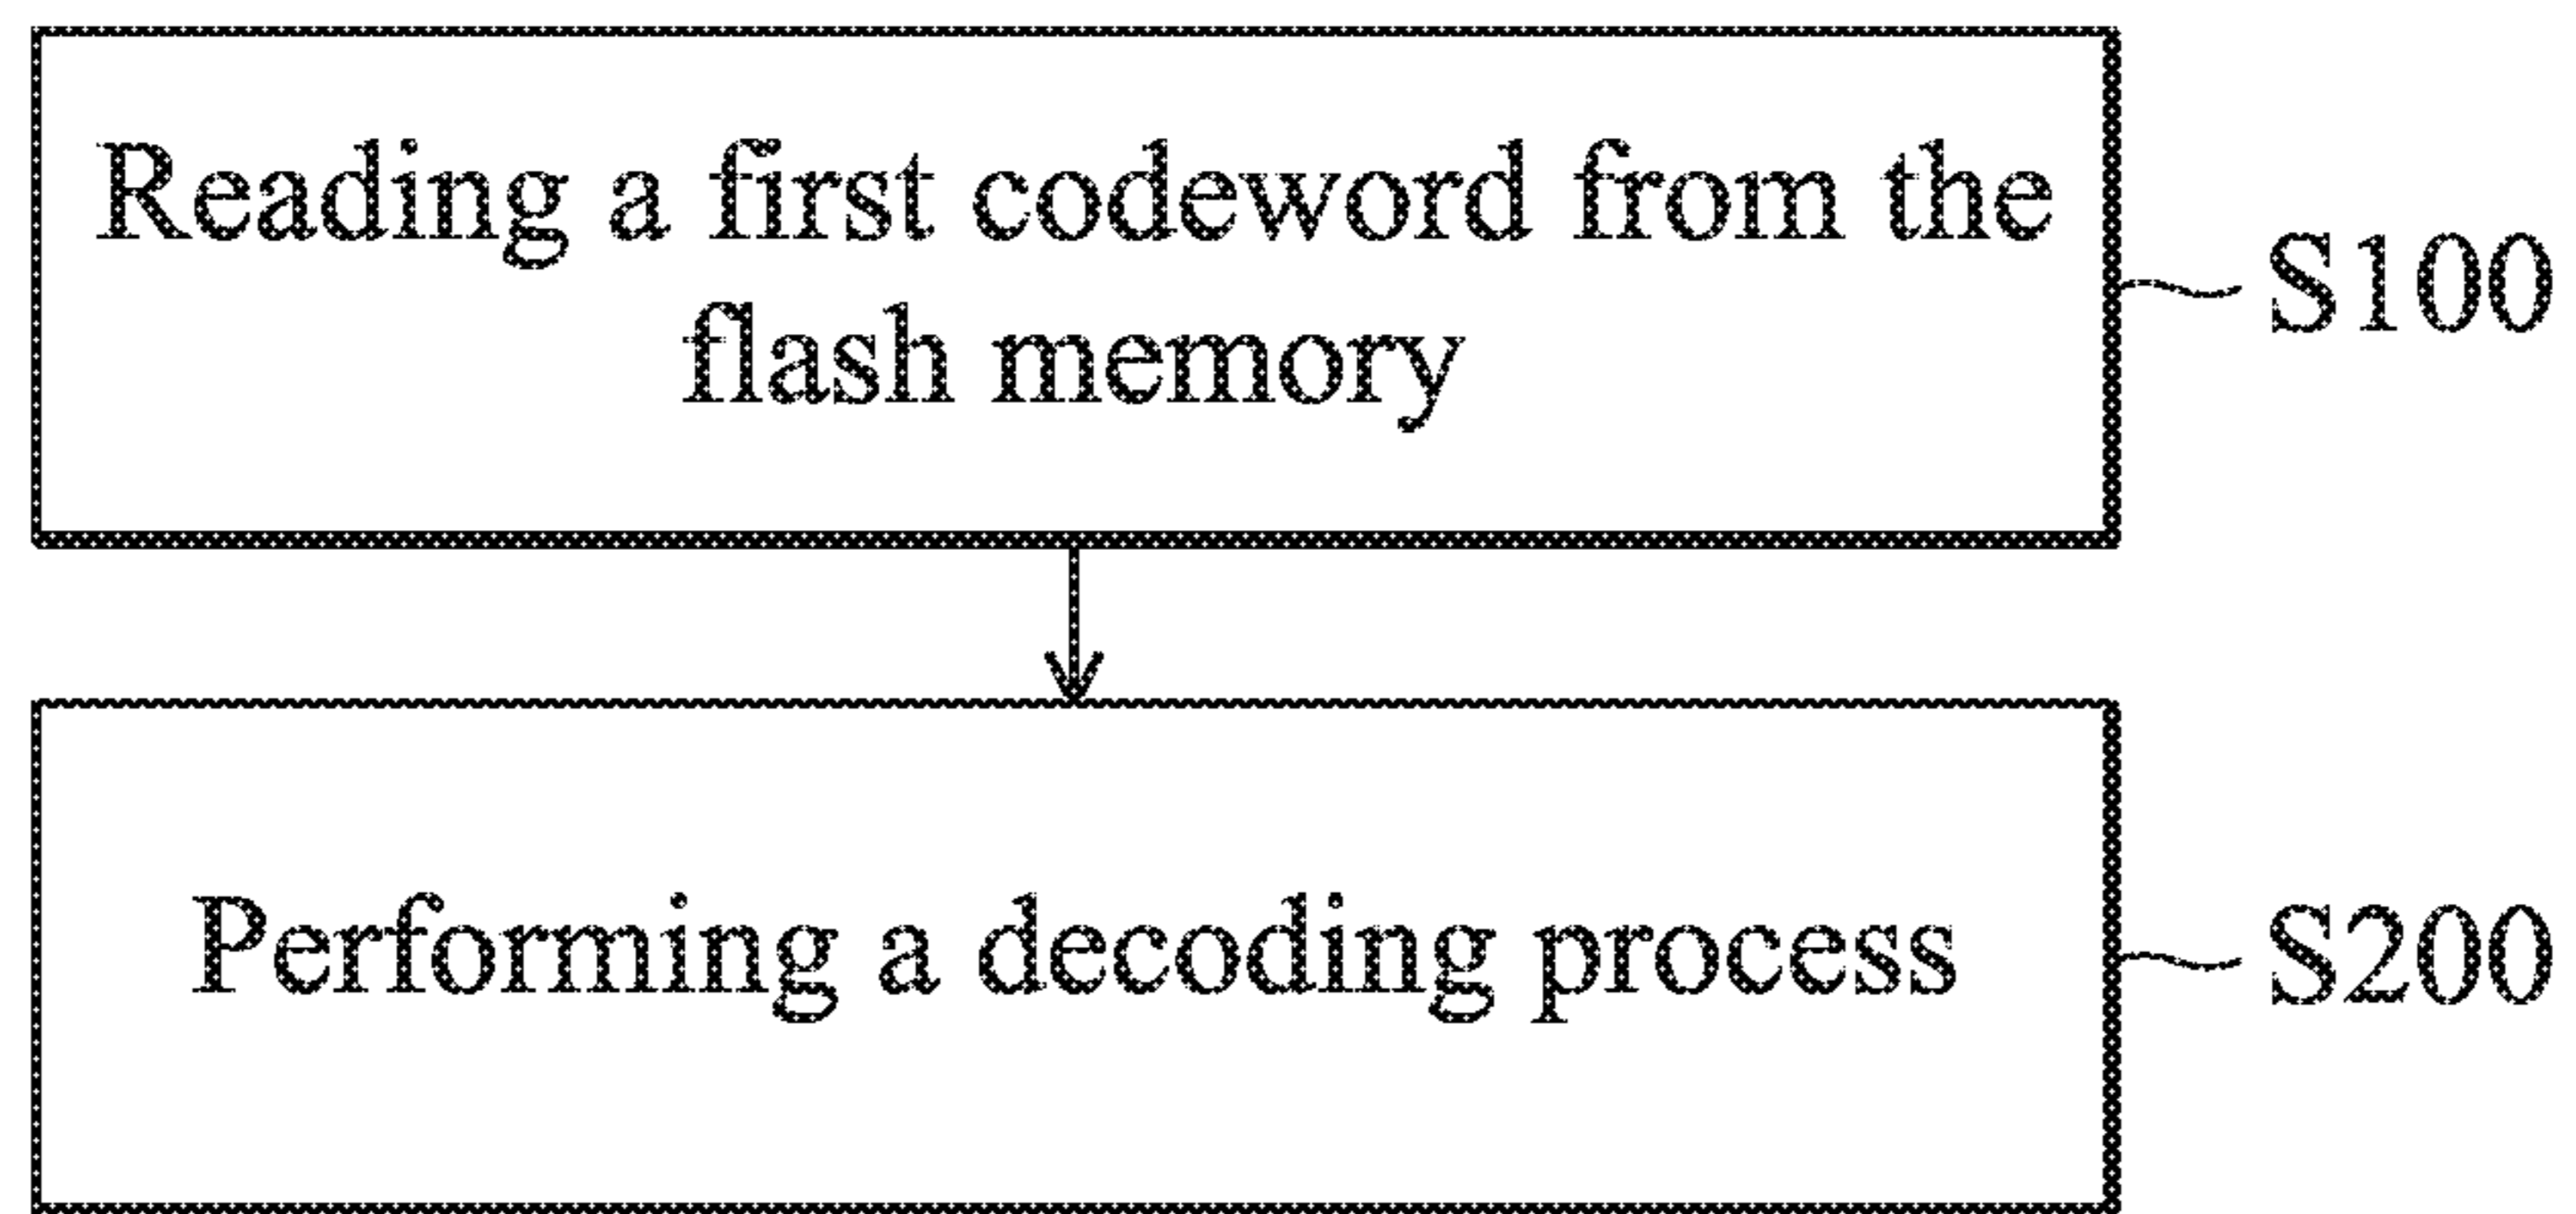 Reading a first codeword from the
flash memory
S100
Performing a decoding process
S200